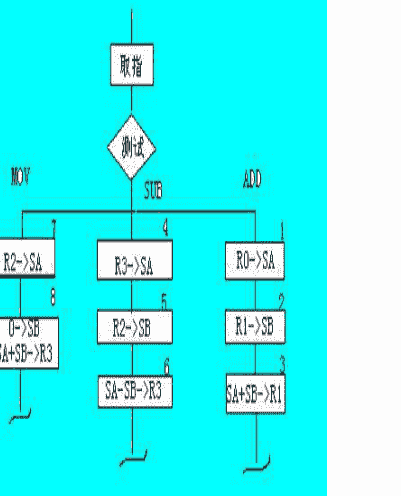 取指
测试
MOV
SUB
ADD
7
4
1
R2->SA
R3->SA
R0->SA
8
5
2
0->SB
SA+SB->R3
R2->SB
R1->SB
6
3
SA-SB->R3
SA+SB->R1